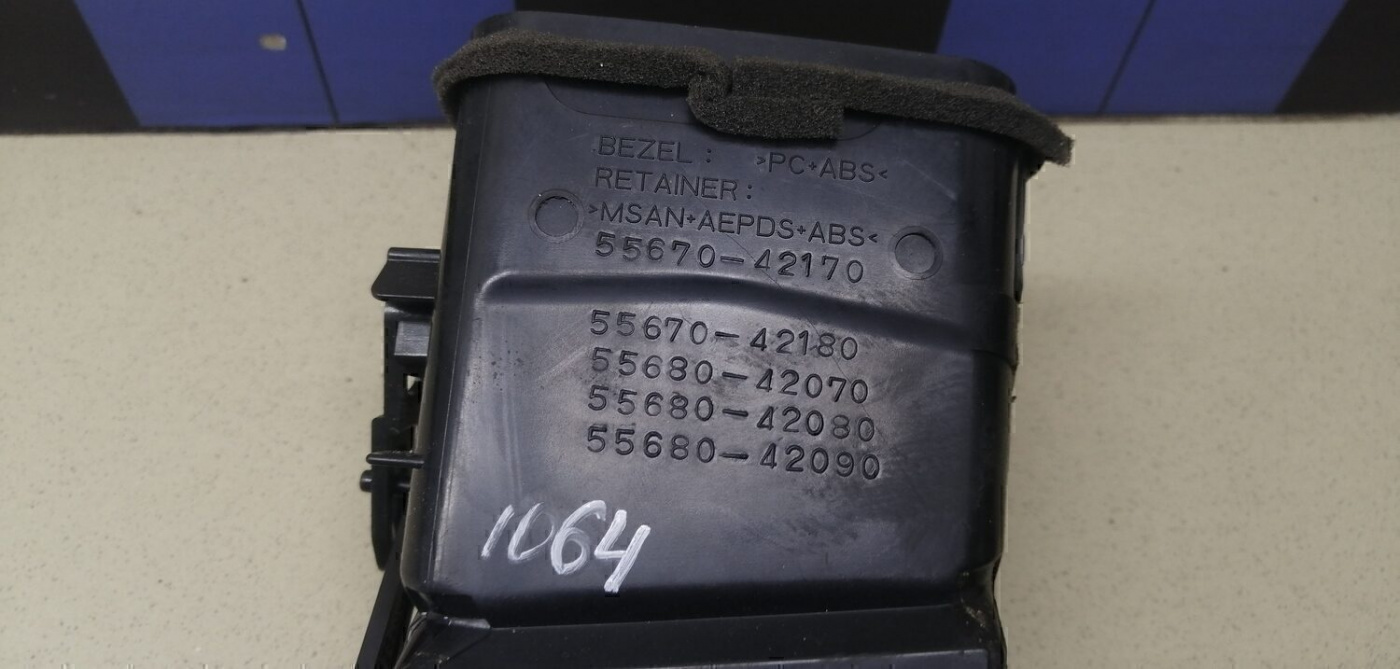 BEZEL : >PC+ABS<
RETAINER :
>MSAN+AEPDS+ABS<
55670-42170
55670-42180
55680-42070
55680-42080
55680-42090
1064